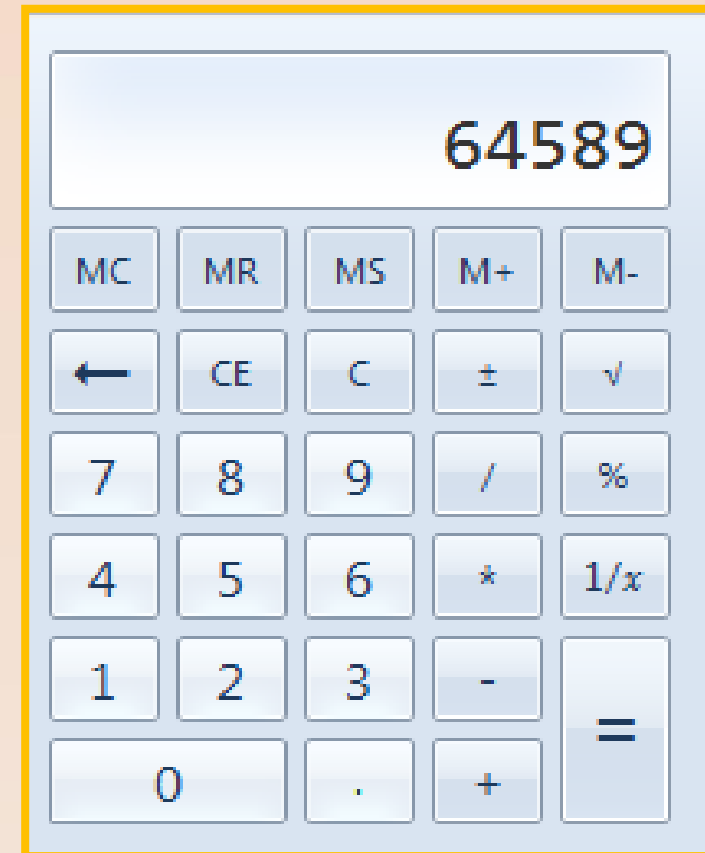 64589
MC MR MS M+ M-
← CE C ± √
7 8 9 / %
4 5 6 * 1/x
1 2 3 - =
0 . +